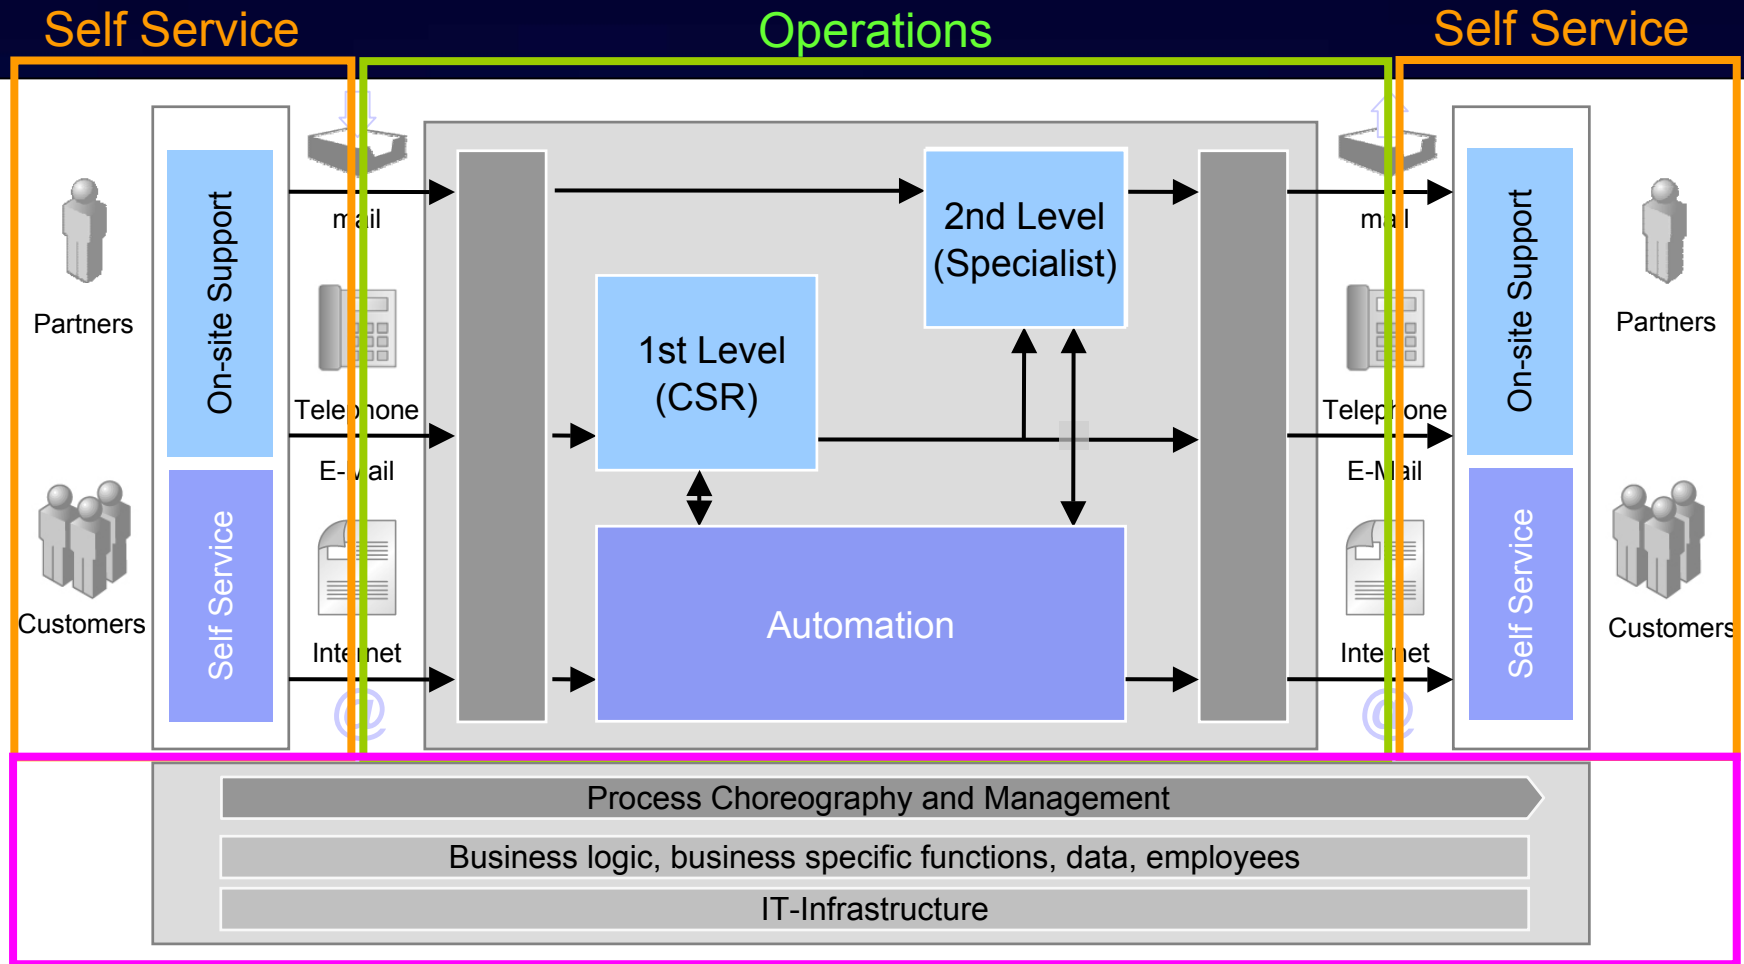 Self Service
Operations
Self Service
Partners
Customers
On-site Support
Self Service
mail
Telephone
E-Mail
Internet
@
2nd Level
(Specialist)
1st Level
(CSR)
Automation
mail
Telephone
E-Mail
Internet
@
On-site Support
Self Service
Partners
Customers
Process Choreography and Management
Business logic, business specific functions, data, employees
IT-Infrastructure